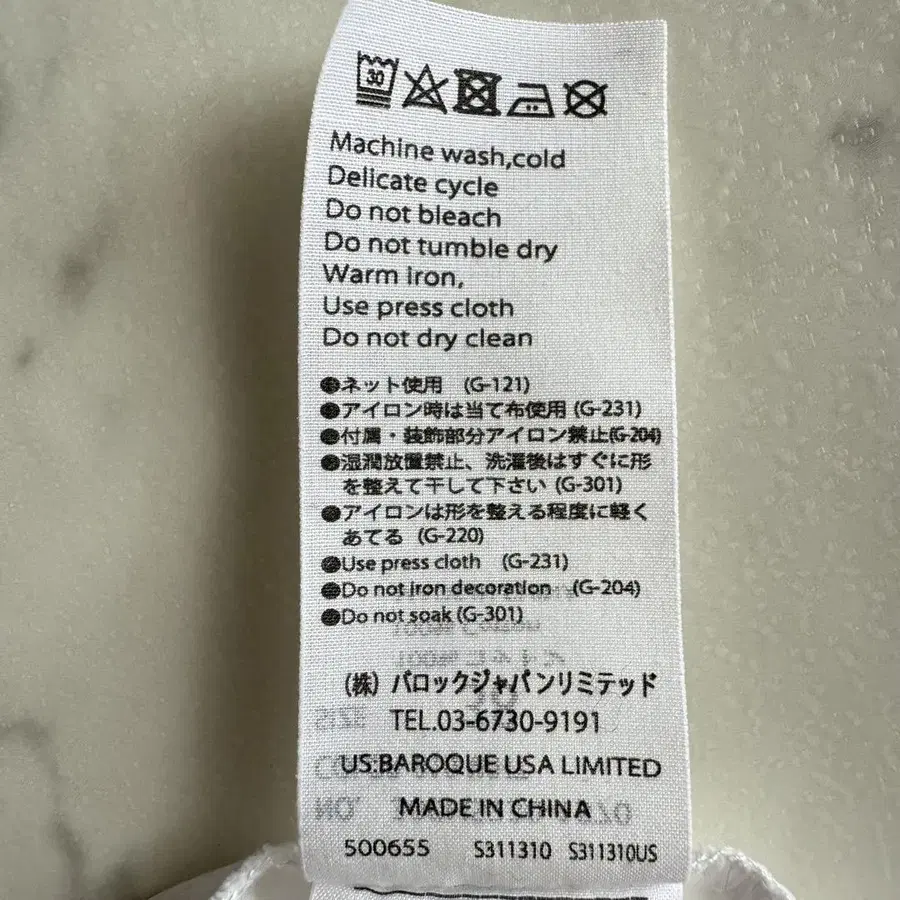 30
Machine wash,cold
Delicate cycle
Do not bleach
Do not tumble dry
Warm Iron,
Use press cloth
Do not dry clean
●ネット使用 (G-121)
●アイロン時は当て布使用 (G-231)
●付属・装飾部分アイロン禁止(G-204)
●湿潤放置禁止、洗濯後はすぐに形
を整えて干して下さい (G-301)
●アイロンは形を整える程度に軽く
あてる (G-220)
●Use press cloth (G-231)
●Do not iron decoration (G-204)
●Do not soak (G-301)
(株) バロックジャパンリミテッド
TEL.03-6730-9191
US:BAROQUE USA LIMITED
MADE IN CHINA
500655 S311310 S311310US